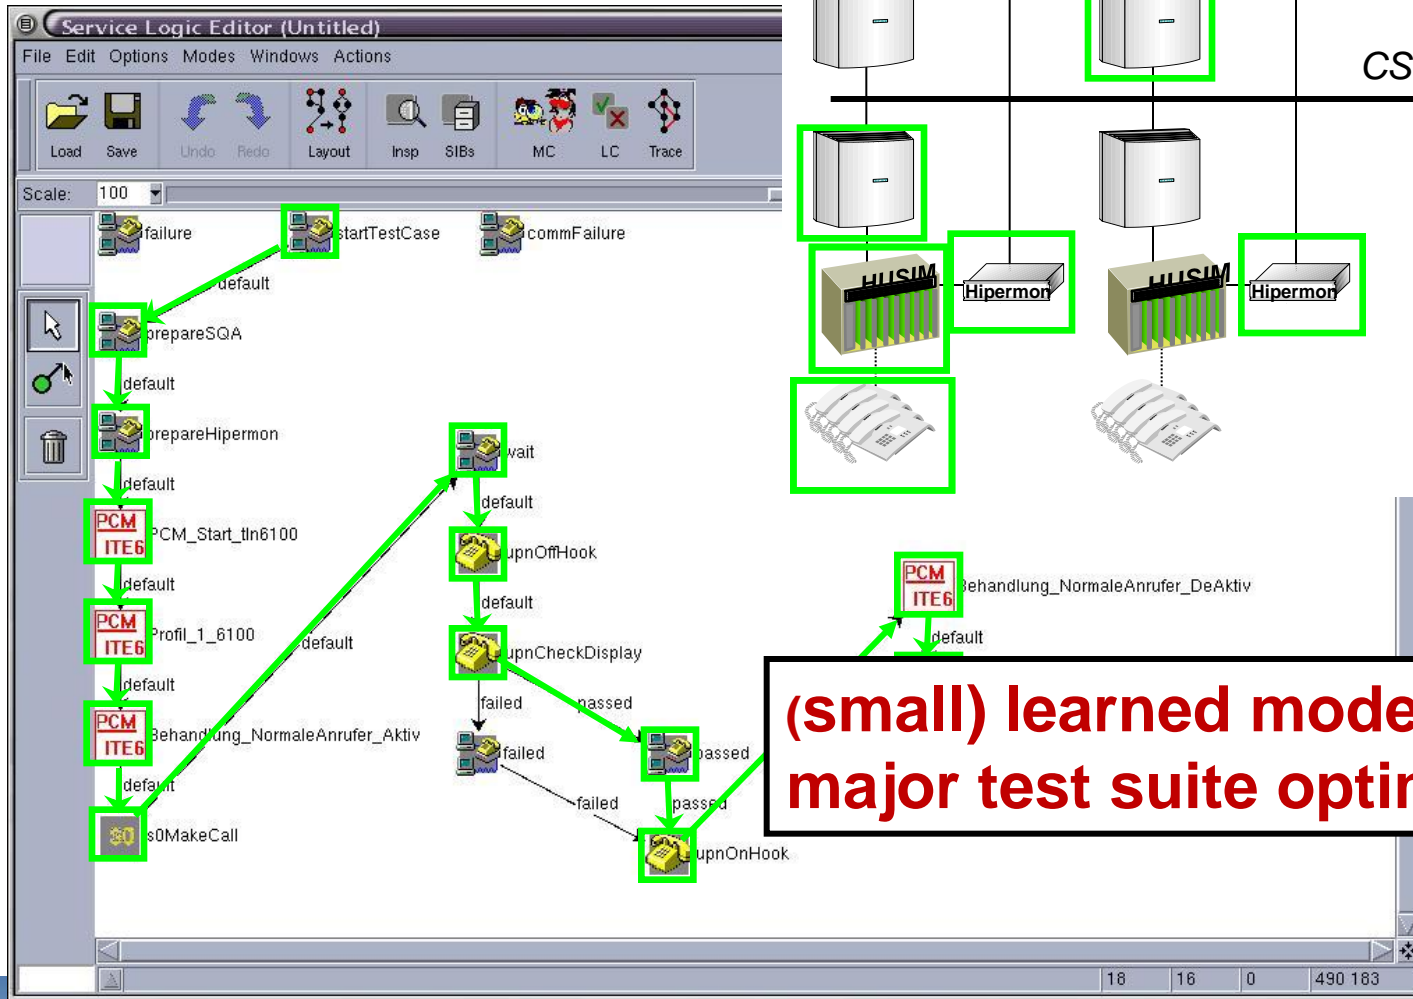 Service Logic Editor (Untitled)
File Edit Options Modes Windows Actions
Load Save Undo Redo Layout Insp SIBs MC LC Trace
Scale: 100
CS
HUSIM
Hipermon
HUSIM
Hipermon
failure
startTestCase
commFailure
default
prepareSQA
default
prepareHipermon
wait
default
default
PCM
ITE6
PCM_Start_tln6100
upnOffHook
default
default
PCM
ITE6
Behandlung_NormaleAnrufer_DeAktiv
default
PCM
ITE6
Profil_1_6100
default
upnCheckDisplay
default
failed
passed
PCM
ITE6
Behandlung_NormaleAnrufer_Aktiv
failed
passed
default
failed
passed
s0
s0MakeCall
upnOnHook
(small) learned mode
major test suite optin
18 16 0 490 183